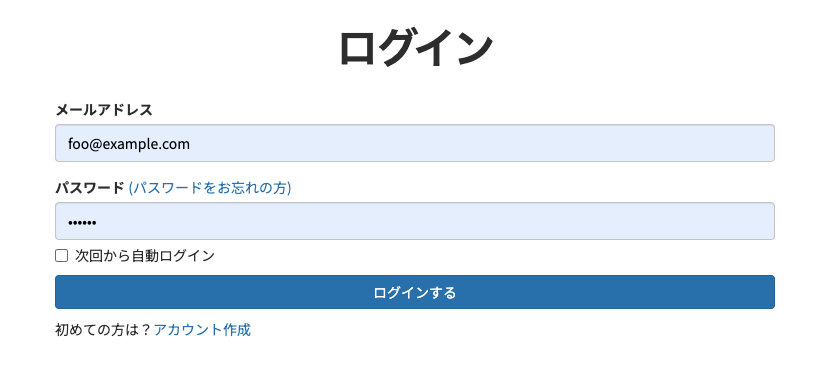 ログイン
メールアドレス
foo@example.com
パスワード (パスワードをお忘れの方)
••••••
次回から自動ログイン
ログインする
初めての方は？アカウント作成